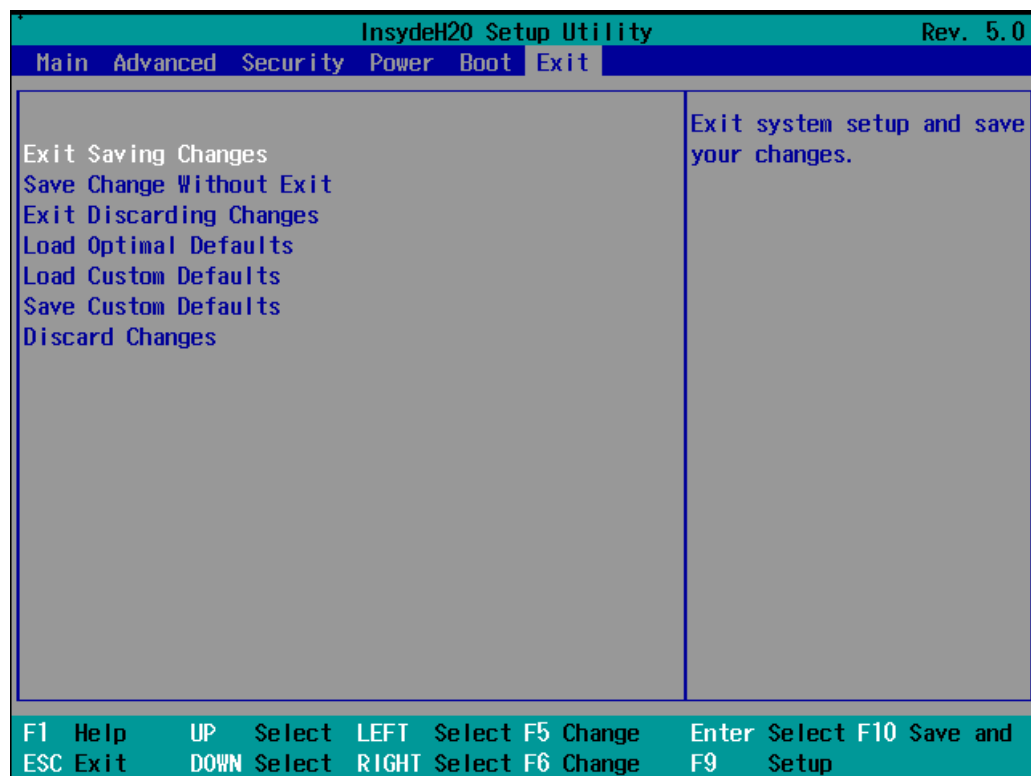 InsydeH20 Setup Utility Rev. 5.0
Main Advanced Security Power Boot Exit
Exit system setup and save
your changes.
Exit Saving Changes
Save Change Without Exit
Exit Discarding Changes
Load Optimal Defaults
Load Custom Defaults
Save Custom Defaults
Discard Changes
F1 Help UP Select LEFT Select F5 Change Enter Select F10 Save and
ESC Exit DOWN Select RIGHT Select F6 Change F9 Setup